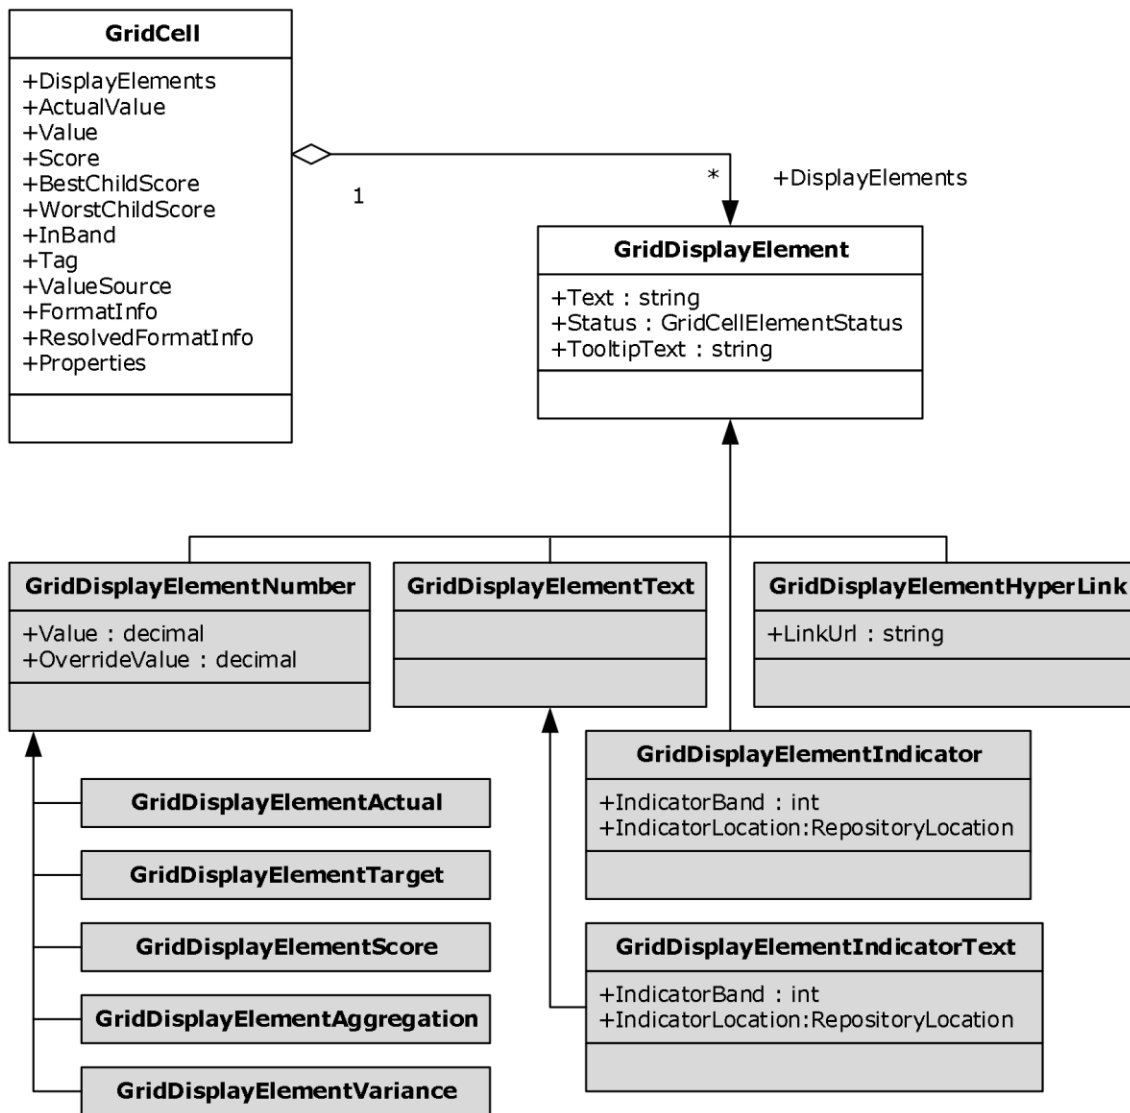 GridCell
+DisplayElements
+ActualValue
+Value
+Score
+BestChildScore
+WorstChildScore
+InBand
+Tag
+ValueSource
+FormatInfo
+ResolvedFormatInfo
+Properties
1
*
+DisplayElements
GridDisplayElement
+Text : string
+Status : GridCellElementStatus
+TooltipText : string
GridDisplayElementNumber
+Value : decimal
+OverrideValue : decimal
GridDisplayElementText
GridDisplayElementHyperLink
+LinkUrl : string
GridDisplayElementIndicator
+IndicatorBand : int
+IndicatorLocation:RepositoryLocation
GridDisplayElementActual
GridDisplayElementTarget
GridDisplayElementScore
GridDisplayElementAggregation
GridDisplayElementVariance
GridDisplayElementIndicatorText
+IndicatorBand : int
+IndicatorLocation:RepositoryLocation